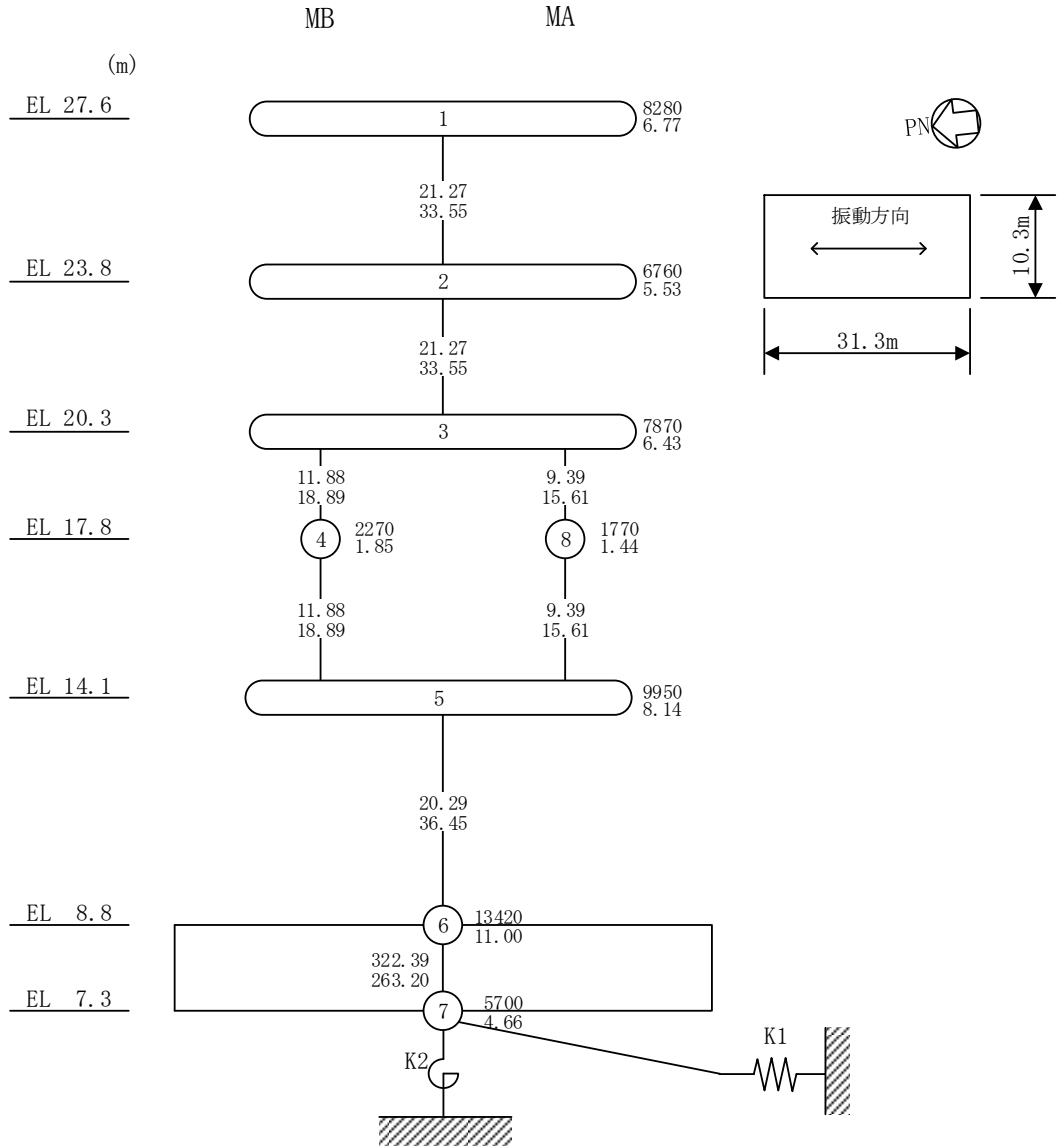 MB MA
(m)
EL 27.6
1
8280
6.77
PN
21.27
33.55
振動方向
10.3m
31.3m
EL 23.8
2
6760
5.53
21.27
33.55
EL 20.3
3
7870
6.43
11.88
18.89
9.39
15.61
EL 17.8
4
2270
1.85
8
1770
1.44
11.88
18.89
9.39
15.61
EL 14.1
5
9950
8.14
20.29
36.45
EL 8.8
6
13420
11.00
322.39
263.20
EL 7.3
7
5700
4.66
K2
K1